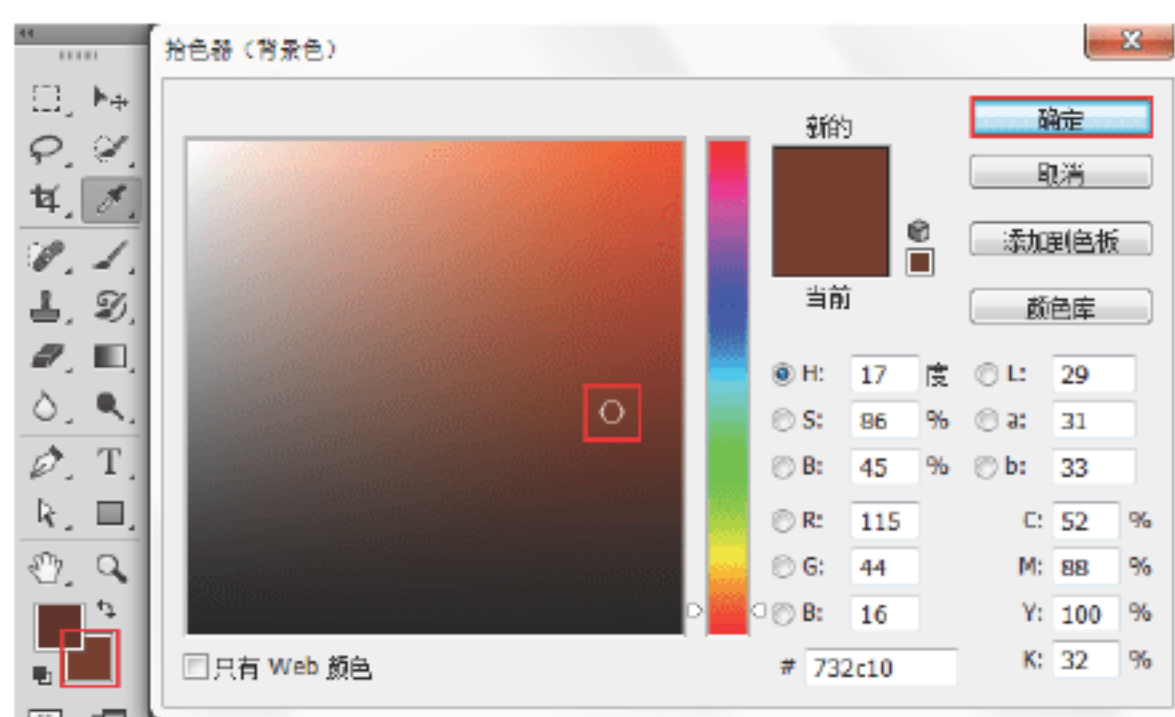 拾色器（背景色）
新的
当前
确定
取消
添加到色板
颜色库
H: 17 度
S: 86 %
B: 45 %
R: 115
G: 44
B: 16
# 732c10
L: 29
a: 31
b: 33
C: 52 %
M: 88 %
Y: 100 %
K: 32 %
只有 Web 颜色
T